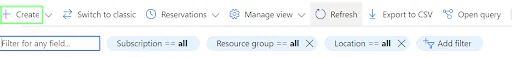 + Create Switch to classic Reservations Manage view Refresh Export to CSV Open query
Filter for any field... Subscription == all Resource group == all × Location == all × Add filter